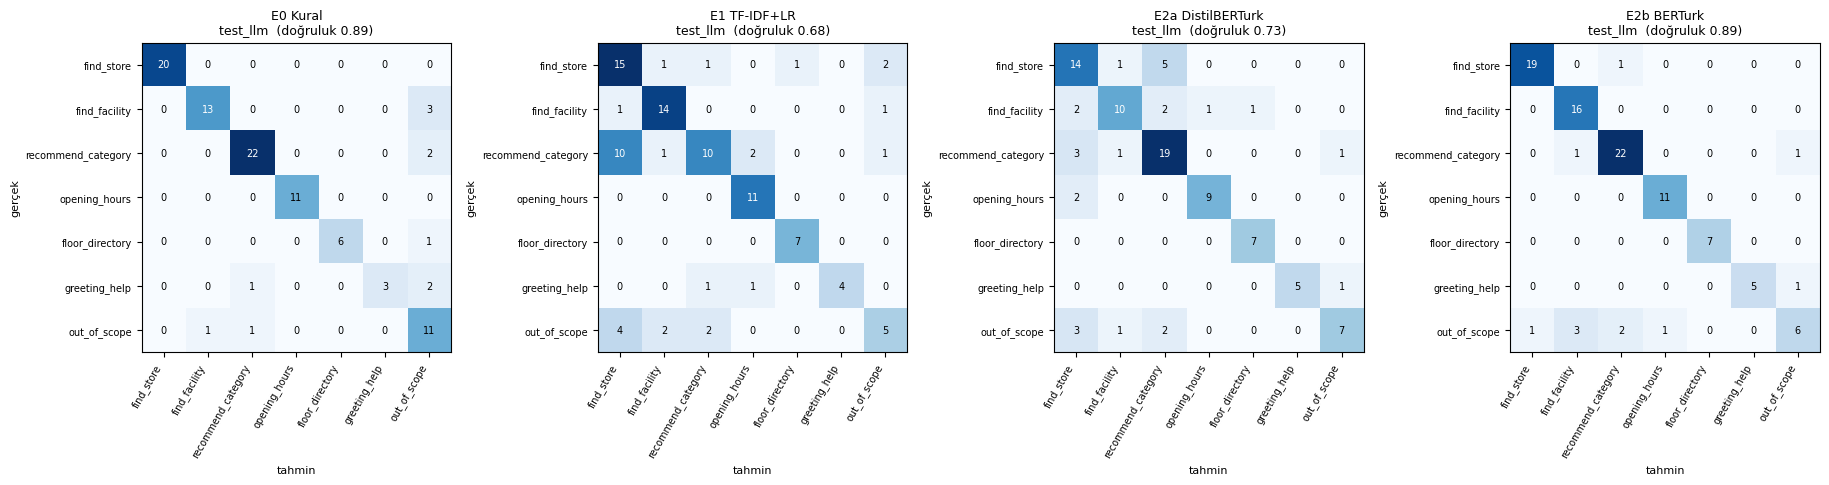 E0 Kural
test_llm (doğruluk 0.89)
find_store 20 0 0 0 0 0 0
find_facility 0 13 0 0 0 0 3
recommend_category 0 0 22 0 0 0 2
opening_hours 0 0 0 11 0 0 0
floor_directory 0 0 0 0 6 0 1
greeting_help 0 0 1 0 0 3 2
out_of_scope 0 1 1 0 0 0 11
gerçek
find_store
find_facility
recommend_category
opening_hours
floor_directory
greeting_help
out_of_scope
tahmin
E1 TF-IDF+LR
test_llm (doğruluk 0.68)
find_store 15 1 1 0 1 0 2
find_facility 1 14 0 0 0 0 1
recommend_category 10 1 10 2 0 0 1
opening_hours 0 0 0 11 0 0 0
floor_directory 0 0 0 0 7 0 0
greeting_help 0 0 1 1 0 4 0
out_of_scope 4 2 2 0 0 0 5
gerçek
find_store
find_facility
recommend_category
opening_hours
floor_directory
greeting_help
out_of_scope
tahmin
E2a DistilBERTurk
test_llm (doğruluk 0.73)
find_store 14 1 5 0 0 0 0
find_facility 2 10 2 1 1 0 0
recommend_category 3 1 19 0 0 0 1
opening_hours 2 0 0 9 0 0 0
floor_directory 0 0 0 0 7 0 0
greeting_help 0 0 0 0 0 5 1
out_of_scope 3 1 2 0 0 0 7
gerçek
find_store
find_facility
recommend_category
opening_hours
floor_directory
greeting_help
out_of_scope
tahmin
E2b BERTurk
test_llm (doğruluk 0.89)
find_store 19 0 1 0 0 0 0
find_facility 0 16 0 0 0 0 0
recommend_category 0 1 22 0 0 0 1
opening_hours 0 0 0 11 0 0 0
floor_directory 0 0 0 0 7 0 0
greeting_help 0 0 0 0 0 5 1
out_of_scope 1 3 2 1 0 0 6
gerçek
find_store
find_facility
recommend_category
opening_hours
floor_directory
greeting_help
out_of_scope
tahmin